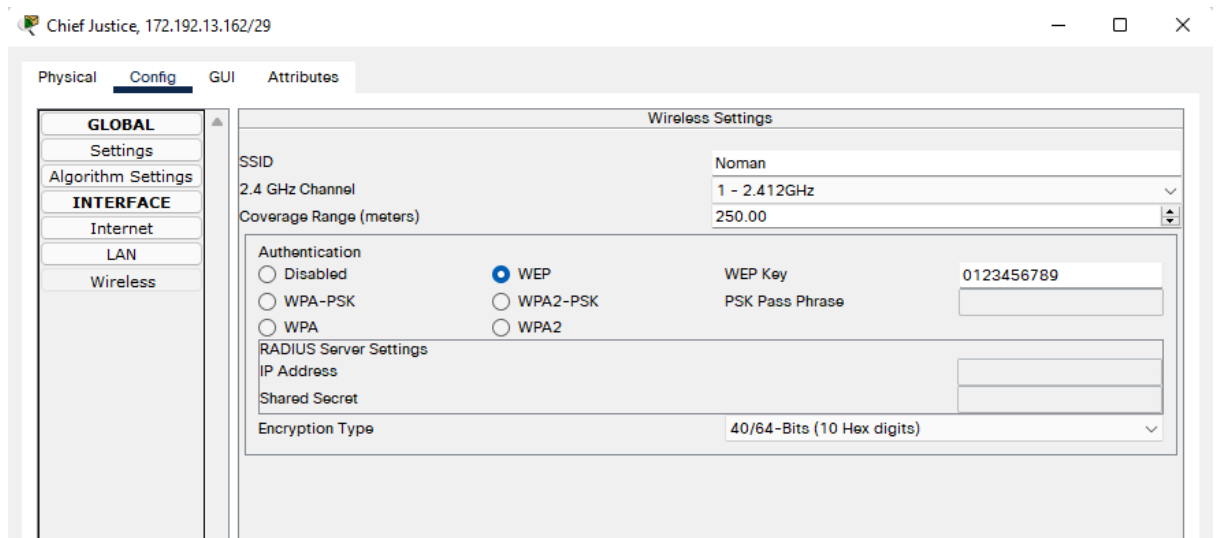 Chief Justice, 172.192.13.162/29
Physical Config GUI Attributes
GLOBAL
Settings
Algorithm Settings
INTERFACE
Internet
LAN
Wireless
Wireless Settings
SSID Noman
2.4 GHz Channel 1 - 2.412GHz
Coverage Range (meters) 250.00
Authentication
Disabled WEP WEP Key 0123456789
WPA-PSK WPA2-PSK PSK Pass Phrase
WPA WPA2
RADIUS Server Settings
IP Address
Shared Secret
Encryption Type 40/64-Bits (10 Hex digits)